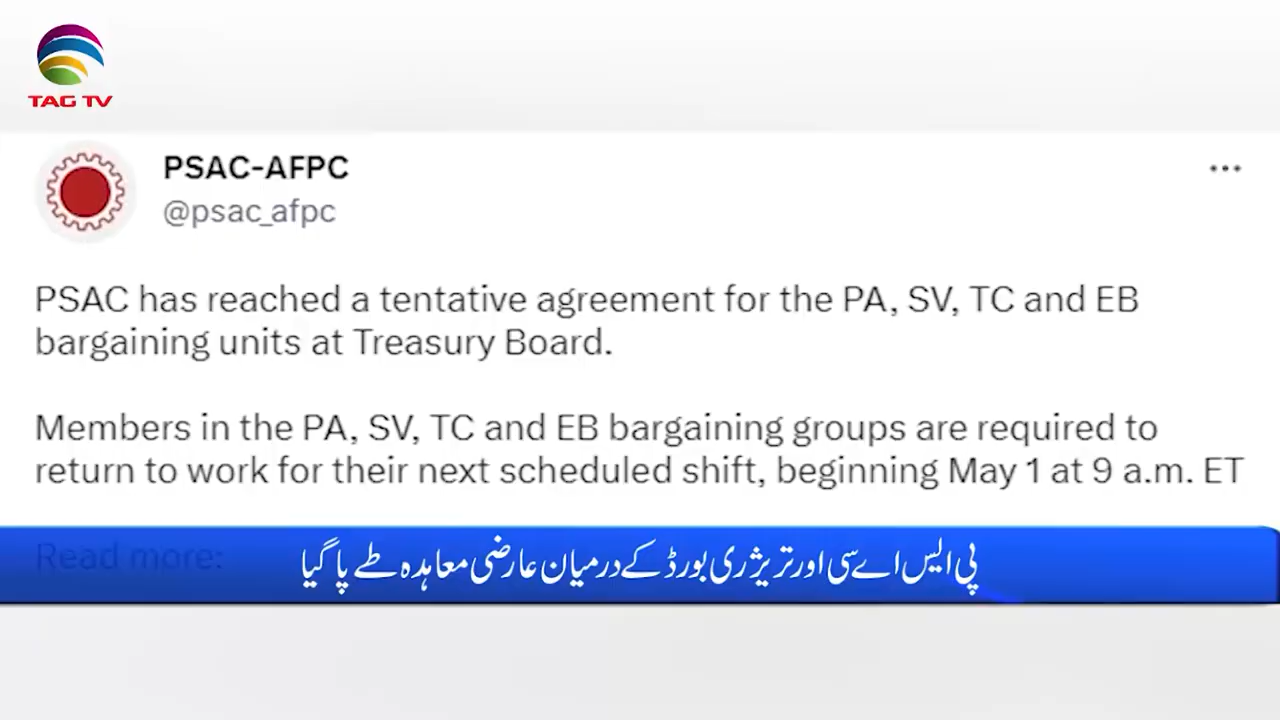 TAG TV
PSAC-AFPC
@psac_afpc
PSAC has reached a tentative agreement for the PA, SV, TC and EB
bargaining units at Treasury Board.
Members in the PA, SV, TC and EB bargaining groups are required to
return to work for their next scheduled shift, beginning May 1 at 9 a.m. ET
Read more:
پی ایس اے سی اور تریژری بورڈ کے درمیان عارضی معاہدہ طے پا گیا